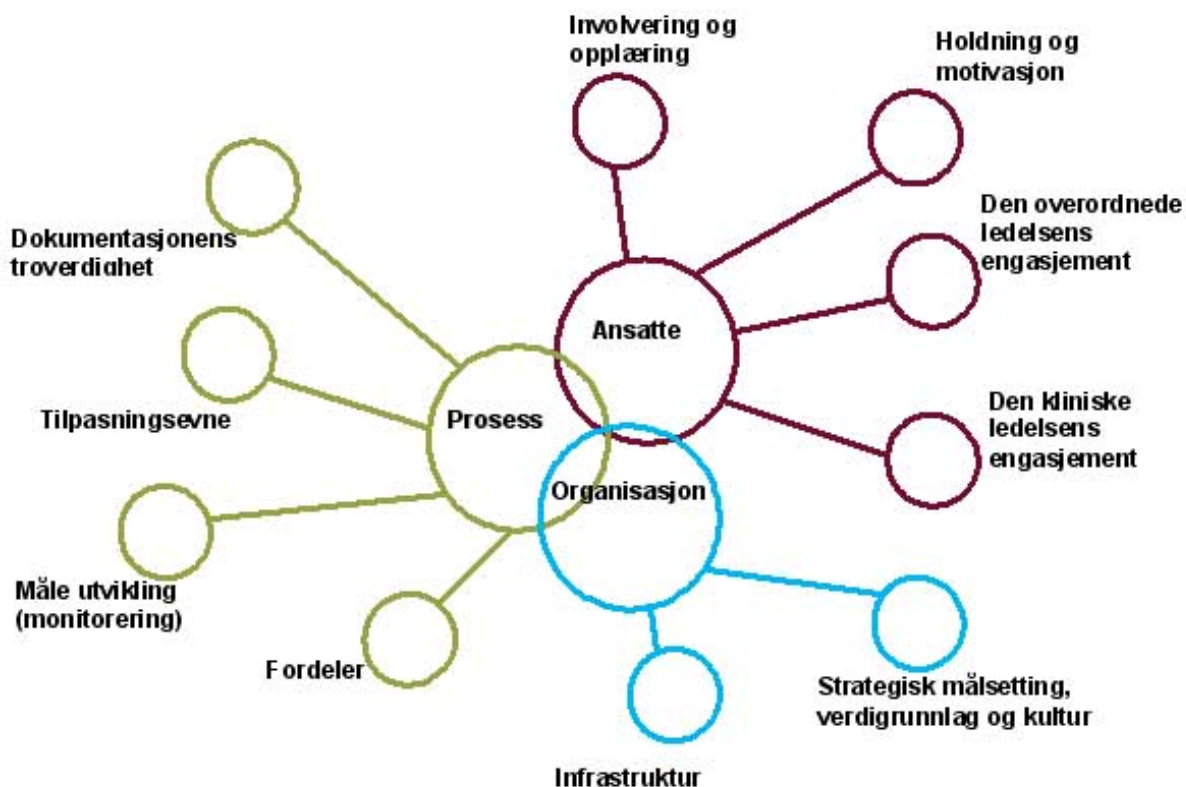 Involvering og
opplæring
Holdning og
motivasjon
Den overordnede
ledelsens
engasjement
Dokumentasjonens
troverdighet
Ansatte
Tilpasningsevne
Prosess
Den kliniske
ledelsens
engasjement
Organisasjon
Måle utvikling
(monitorering)
Fordeler
Strategisk målsetting,
verdigrunnlag og kultur
Infrastruktur